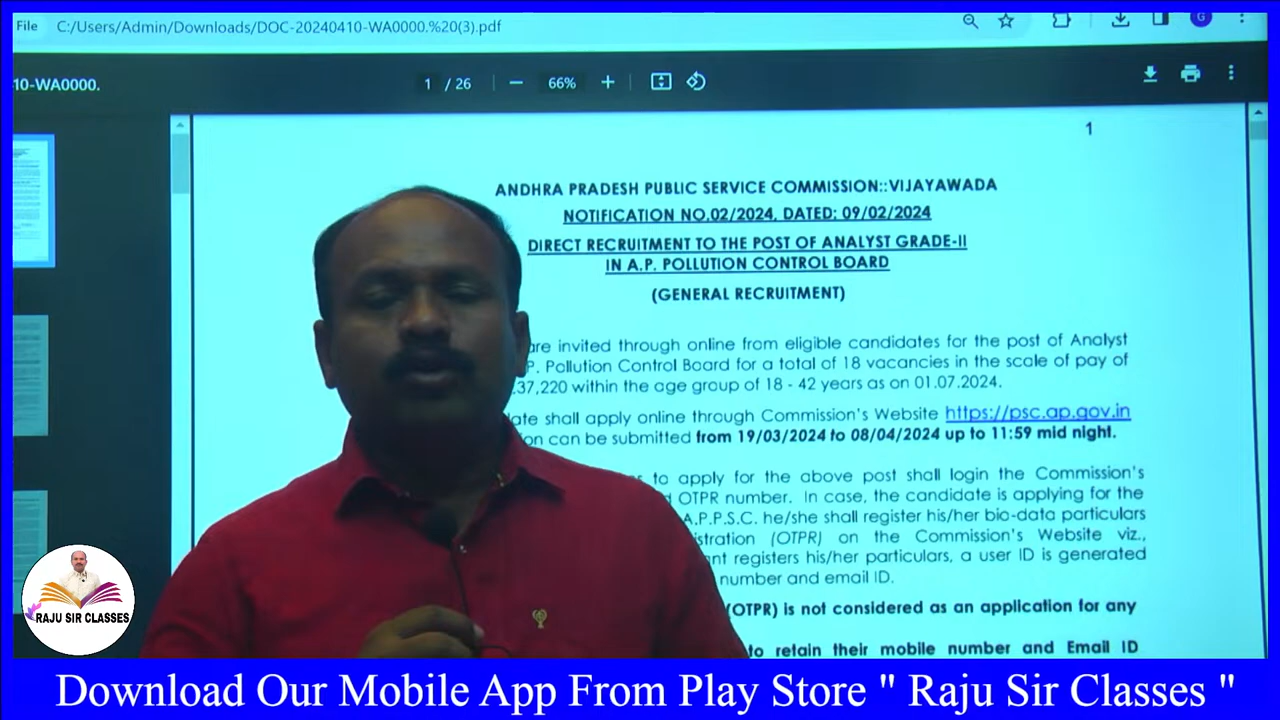 File C:/Users/Admin/Downloads/DOC-20240410-WA0000.%20(3).pdf
10-WA0000. 1 / 26 66%
1
ANDHRA PRADESH PUBLIC SERVICE COMMISSION::VIJAYAWADA
NOTIFICATION NO.02/2024, DATED: 09/02/2024
DIRECT RECRUITMENT TO THE POST OF ANALYST GRADE-II
IN A.P. POLLUTION CONTROL BOARD
(GENERAL RECRUITMENT)
are invited through online from eligible candidates for the post of Analyst
P. Pollution Control Board for a total of 18 vacancies in the scale of pay of
37,220 within the age group of 18 - 42 years as on 01.07.2024.
shall apply online through Commission's Website https://psc.ap.gov.in
can be submitted from 19/03/2024 to 08/04/2024 up to 11:59 mid night.
to apply for the above post shall login the Commission's
OTPR number. In case, the candidate is applying for the
A.P.P.S.C. he/she shall register his/her bio-data particulars
(OTPR) on the Commission's Website viz.,
registers his/her particulars, a user ID is generated
number and email ID.
(OTPR) is not considered as an application for any
to retain their mobile number and Email ID
RAJU SIR CLASSES
Download Our Mobile App From Play Store " Raju Sir Classes "